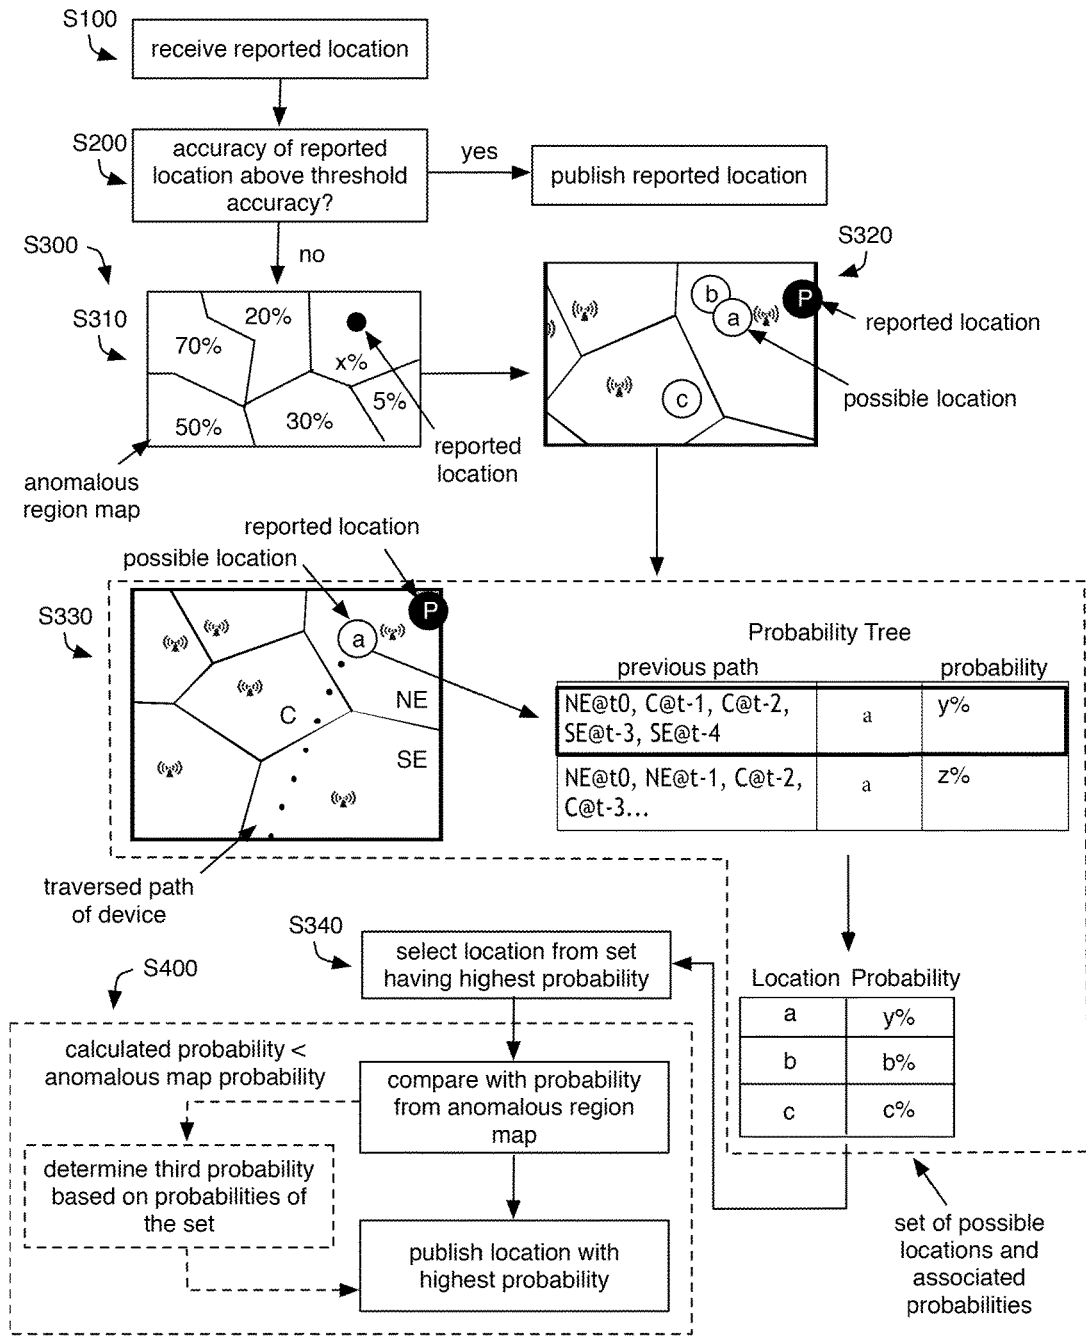 S100
receive reported location
S200
accuracy of reported
location above threshold
accuracy?
yes
publish reported location
no
S300
S310
20%
70%
x%
5%
50%
30%
reported
location
anomalous
region map
S320
b
a
P
c
reported location
possible location
reported location
possible location
S330
P
a
C
NE
SE
traversed path
of device
Probability Tree
previous path
probability
NE@t0, C@t-1, C@t-2,
SE@t-3, SE@t-4
a
y%
NE@t0, NE@t-1, C@t-2,
C@t-3...
a
z%
Location Probability
a y%
b b%
c c%
set of possible
locations and
associated
probabilities
S340
select location from set
having highest probability
S400
calculated probability <
anomalous map probability
compare with probability
from anomalous region
map
determine third probability
based on probabilities of
the set
publish location with
highest probability